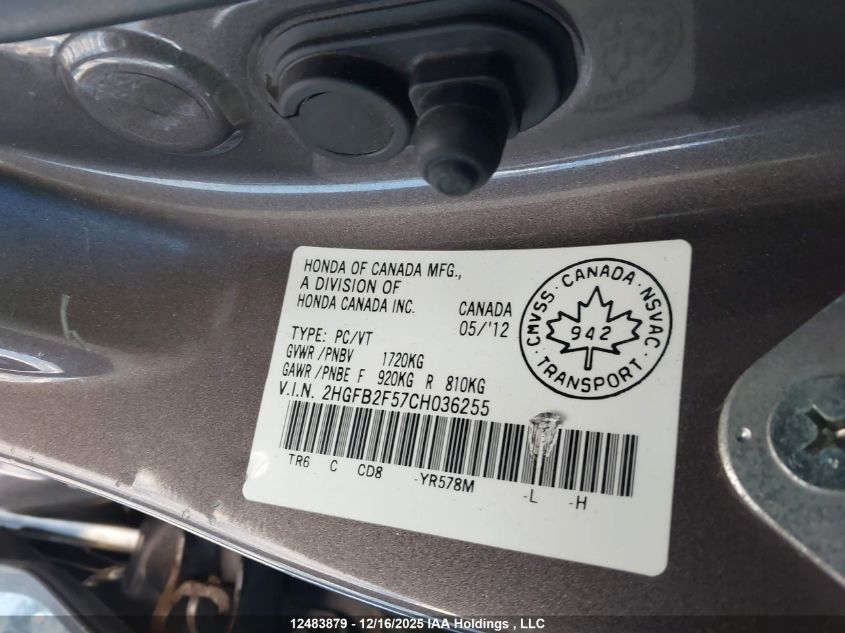 HONDA OF CANADA MFG.,
A DIVISION OF
HONDA CANADA INC.
CANADA
05/'12
TYPE: PC/VT
GVWR/PNBV 1720KG
GAWR/PNBE F 920KG R 810KG
V.I.N. 2HGFB2F57CH036255
CMVSS · CANADA · NSVAC
942
· TRANSPORT ·
TR6 C CD8 -YR578M -L -H
12483879 - 12/16/2025 IAA Holdings , LLC